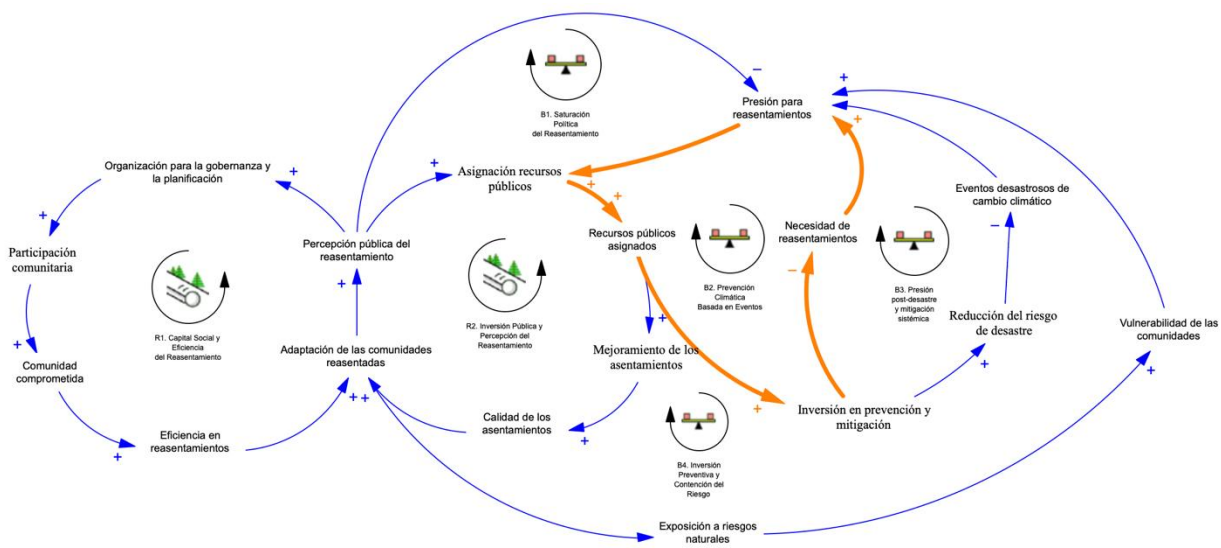 B1. Saturación
Política
del Reasentamiento
−
+
Presión para
reasentamientos
+
−
Organización para la gobernanza y
la planificación
+
+
Asignación recursos
públicos
+
+
Eventos desastrosos de
cambio climático
+
Participación
comunitaria
Percepción pública del
reasentamiento
Recursos públicos
asignados
Necesidad de
reasentamientos
−
+
−
R1. Capital Social y
Eficiencia
del Reasentamiento
R2. Inversión Pública y
Percepción del
Reasentamiento
B2. Prevención
Climática
Basada en Eventos
B3. Presión
post-desastre
y mitigación
sistémica
Reducción del riesgo
de desastre
Vulnerabilidad de las
comunidades
+
+
+
+
Comunidad
comprometida
Adaptación de las comunidades
reasentadas
Mejoramiento de los
asentamientos
+ +
+
Inversión en prevención y
mitigación
Calidad de los
asentamientos
+
+
Eficiencia en
reasentamientos
B4. Inversión
Preventiva y
Contención del
Riesgo
Exposición a riesgos
naturales